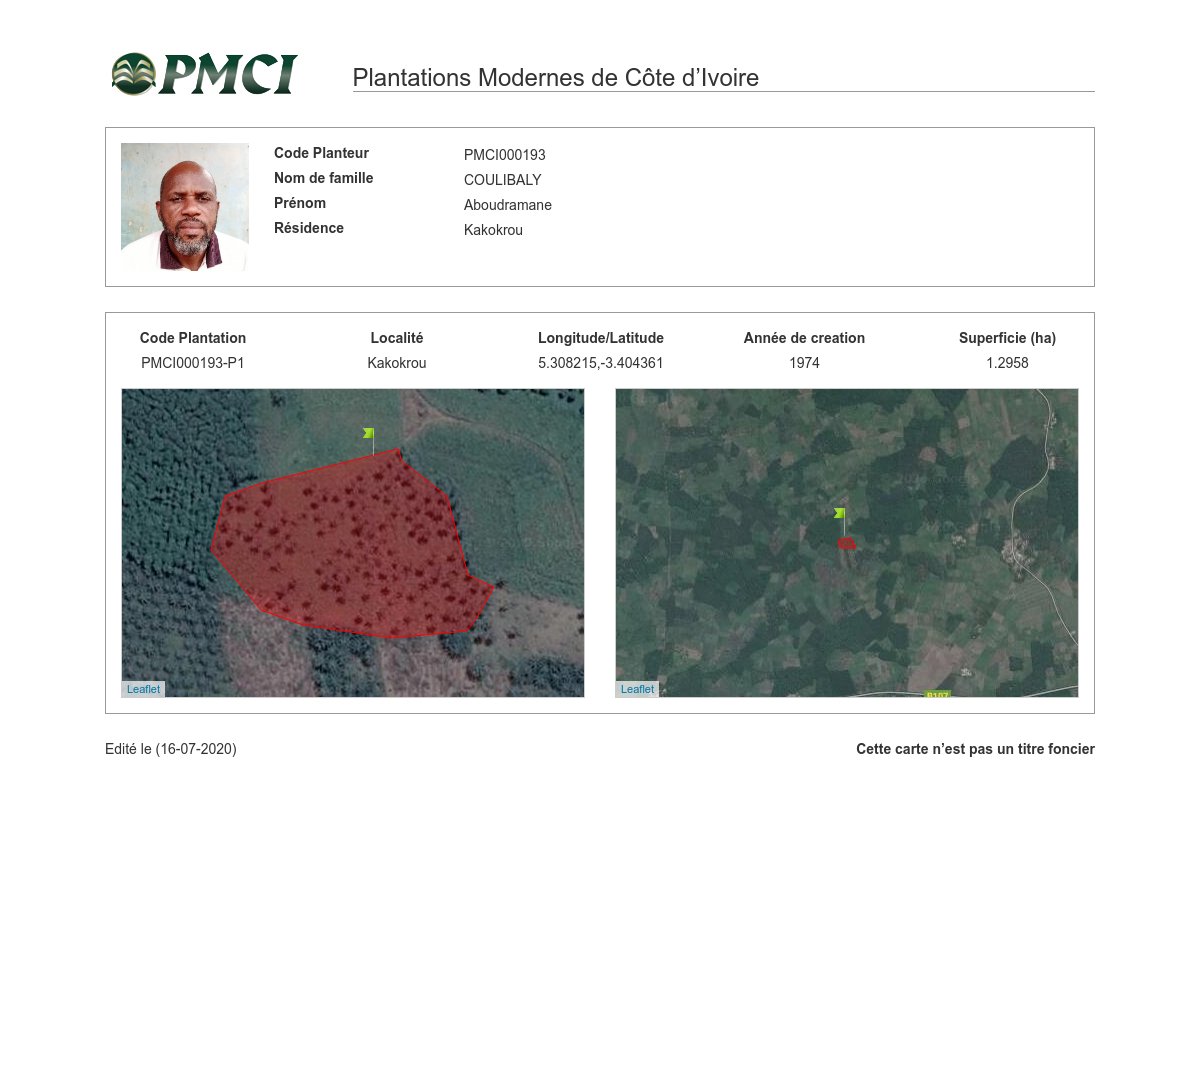 PMCI
Plantations Modernes de Côte d’Ivoire
Code Planteur PMCI000193
Nom de famille COULIBALY
Prénom Aboudramane
Résidence Kakokrou
Code Plantation Localité Longitude/Latitude Année de creation Superficie (ha)
PMCI000193-P1 Kakokrou 5.308215,-3.404361 1974 1.2958
Leaflet Leaflet
Edité le (16-07-2020) Cette carte n’est pas un titre foncier